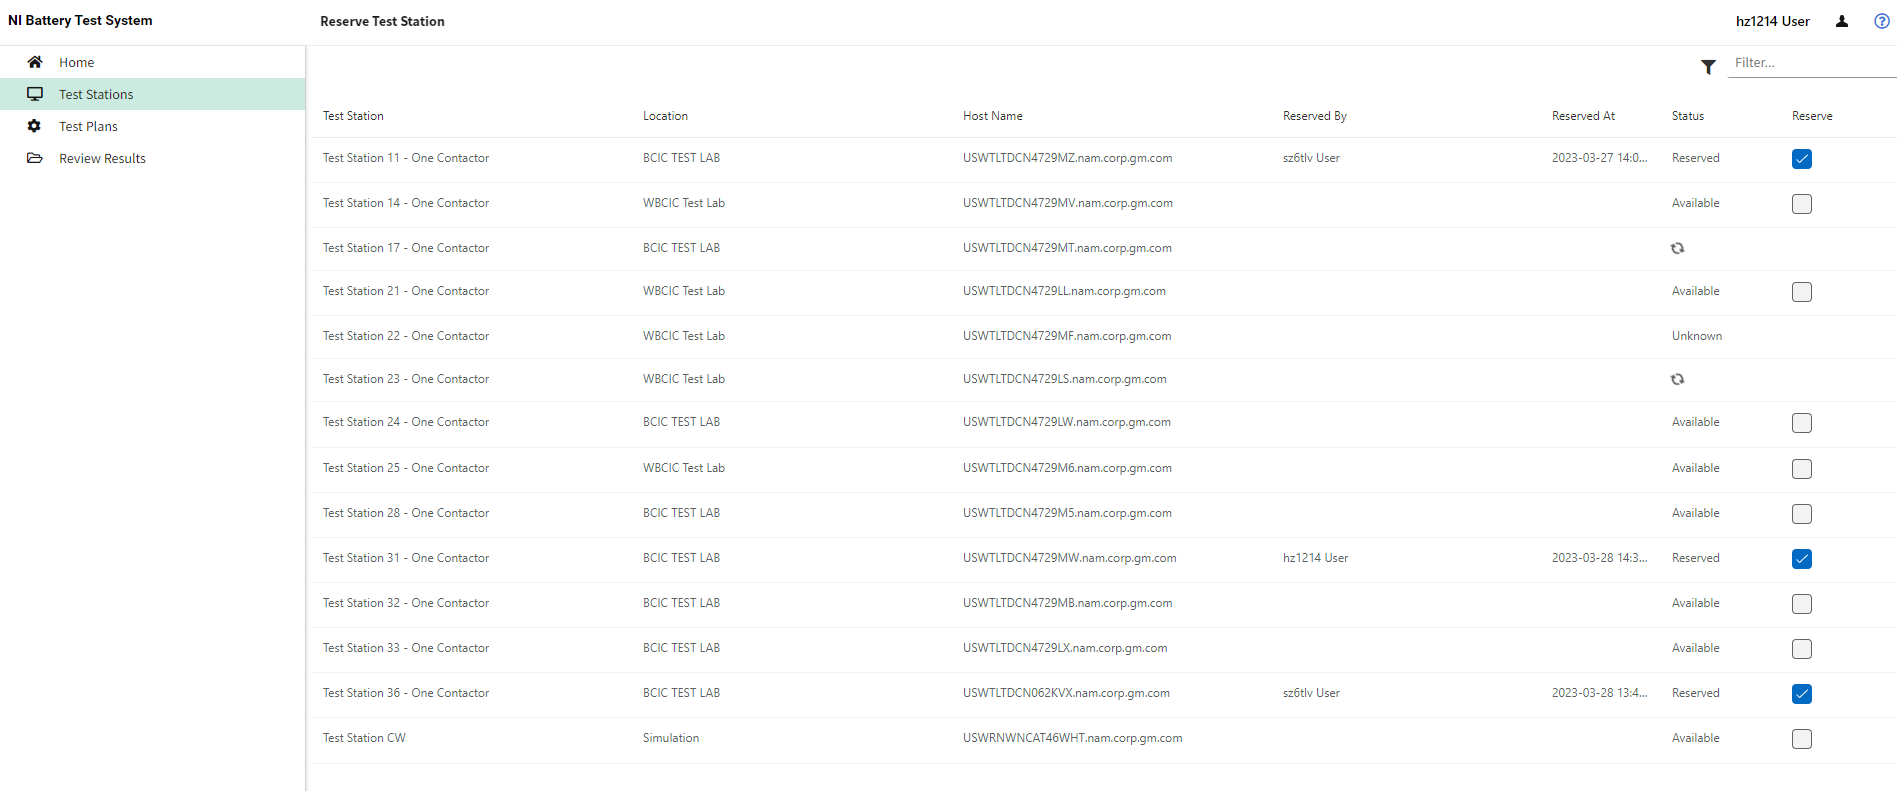 NI Battery Test System
Reserve Test Station
hz1214 User
Home
Test Stations
Test Plans
Review Results
Filter...
Test Station Location Host Name Reserved By Reserved At Status Reserve
Test Station 11 - One Contactor BCIC TEST LAB USWTLTDCN4729MZ.nam.corp.gm.com sz6tlv User 2023-03-27 14:0... Reserved
Test Station 14 - One Contactor WBCIC Test Lab USWTLTDCN4729MV.nam.corp.gm.com Available
Test Station 17 - One Contactor BCIC TEST LAB USWTLTDCN4729MT.nam.corp.gm.com
Test Station 21 - One Contactor WBCIC Test Lab USWTLTDCN4729LL.nam.corp.gm.com Available
Test Station 22 - One Contactor WBCIC Test Lab USWTLTDCN4729MF.nam.corp.gm.com Unknown
Test Station 23 - One Contactor WBCIC Test Lab USWTLTDCN4729LS.nam.corp.gm.com
Test Station 24 - One Contactor BCIC TEST LAB USWTLTDCN4729LW.nam.corp.gm.com Available
Test Station 25 - One Contactor WBCIC Test Lab USWTLTDCN4729M6.nam.corp.gm.com Available
Test Station 28 - One Contactor BCIC TEST LAB USWTLTDCN4729M5.nam.corp.gm.com Available
Test Station 31 - One Contactor BCIC TEST LAB USWTLTDCN4729MW.nam.corp.gm.com hz1214 User 2023-03-28 14:3... Reserved
Test Station 32 - One Contactor BCIC TEST LAB USWTLTDCN4729MB.nam.corp.gm.com Available
Test Station 33 - One Contactor BCIC TEST LAB USWTLTDCN4729LX.nam.corp.gm.com Available
Test Station 36 - One Contactor BCIC TEST LAB USWTLTDCN062KVX.nam.corp.gm.com sz6tlv User 2023-03-28 13:4... Reserved
Test Station CW Simulation USWRNWNCAT46WHT.nam.corp.gm.com Available